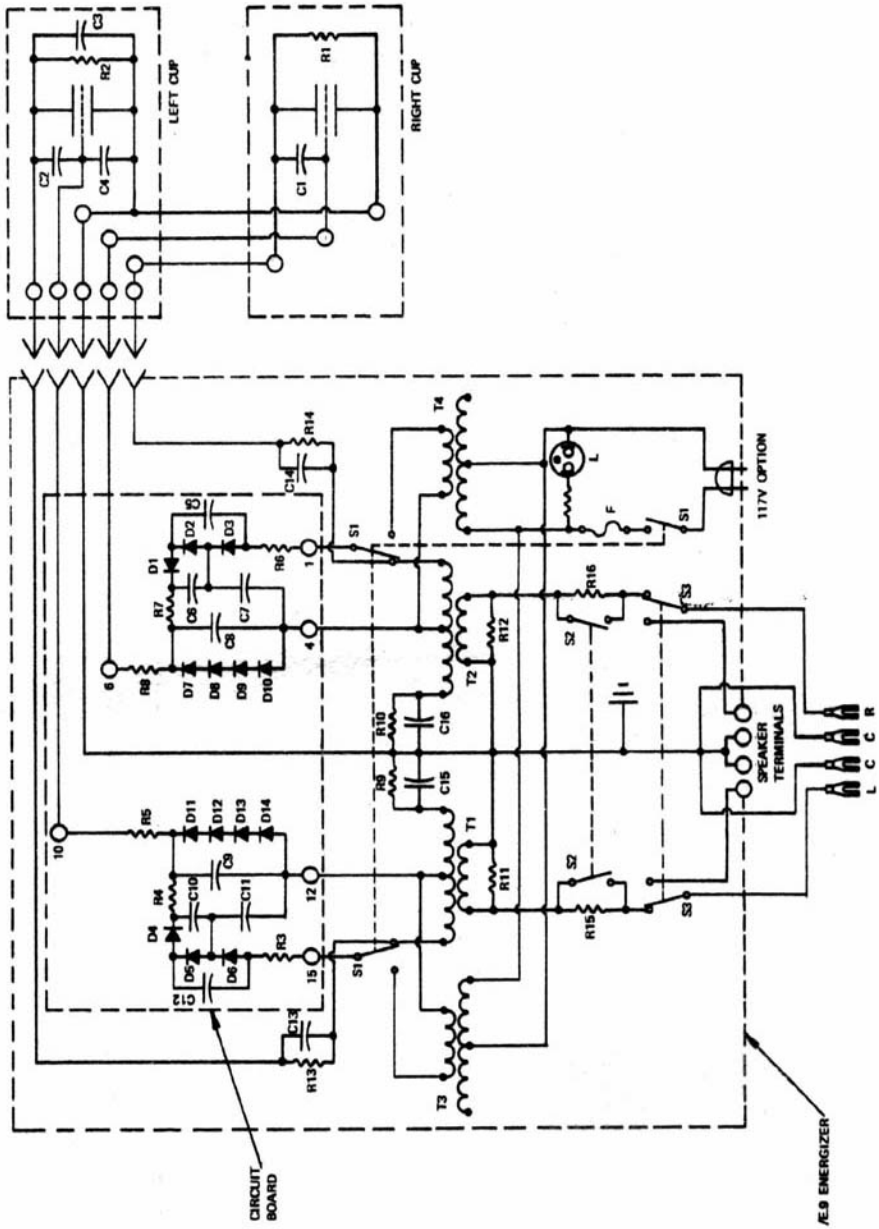 C3
R2
C2
C4
LEFT CUP
R1
C1
RIGHT CUP
R14
C14
T4
C5
D1
D2
D3
R7
C6
C7
C8
R6
1
S1
4
6
R8
D7
D8
D9
D10
L
F
S1
117V OPTION
R16
S2
S3
R12
T2
R10
C16
R9
C15
T1
R11
10
R5
D11
D12
D13
D14
R4
C9
C10
C11
12
D4
D5
D6
R3
15
C12
S1
S2
R15
S3
SPEAKER
TERMINALS
L C C R
C13
R13
T3
CIRCUIT
BOARD
/E.9 ENERGIZER